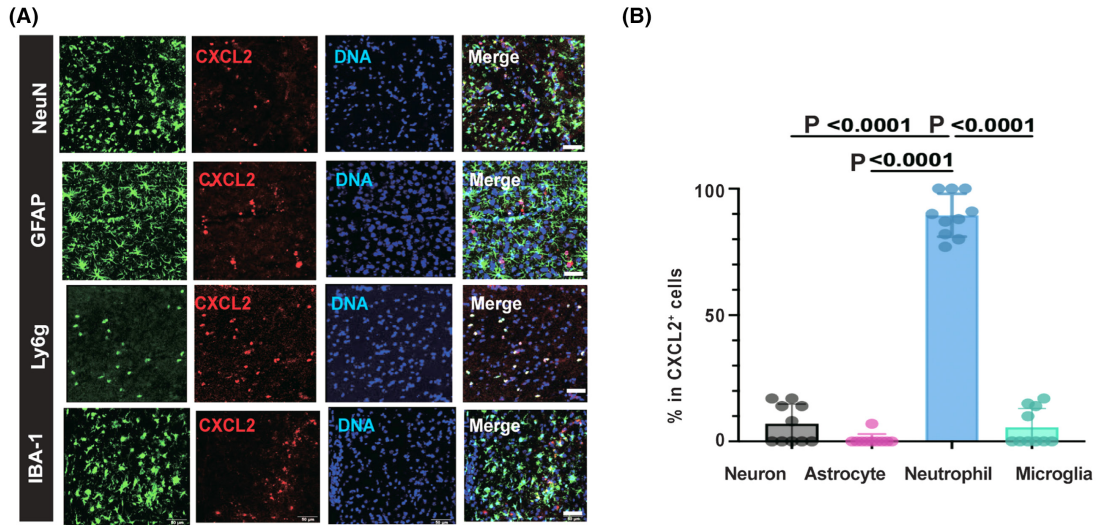 (A)
NeuN
CXCL2
DNA
Merge
GFAP
CXCL2
DNA
Merge
Ly6g
CXCL2
DNA
Merge
IBA-1
CXCL2
DNA
Merge
(B)
P <0.0001 P <0.0001
P <0.0001
% in CXCL2⁺ cells
100
50
0
Neuron Astrocyte Neutrophil Microglia